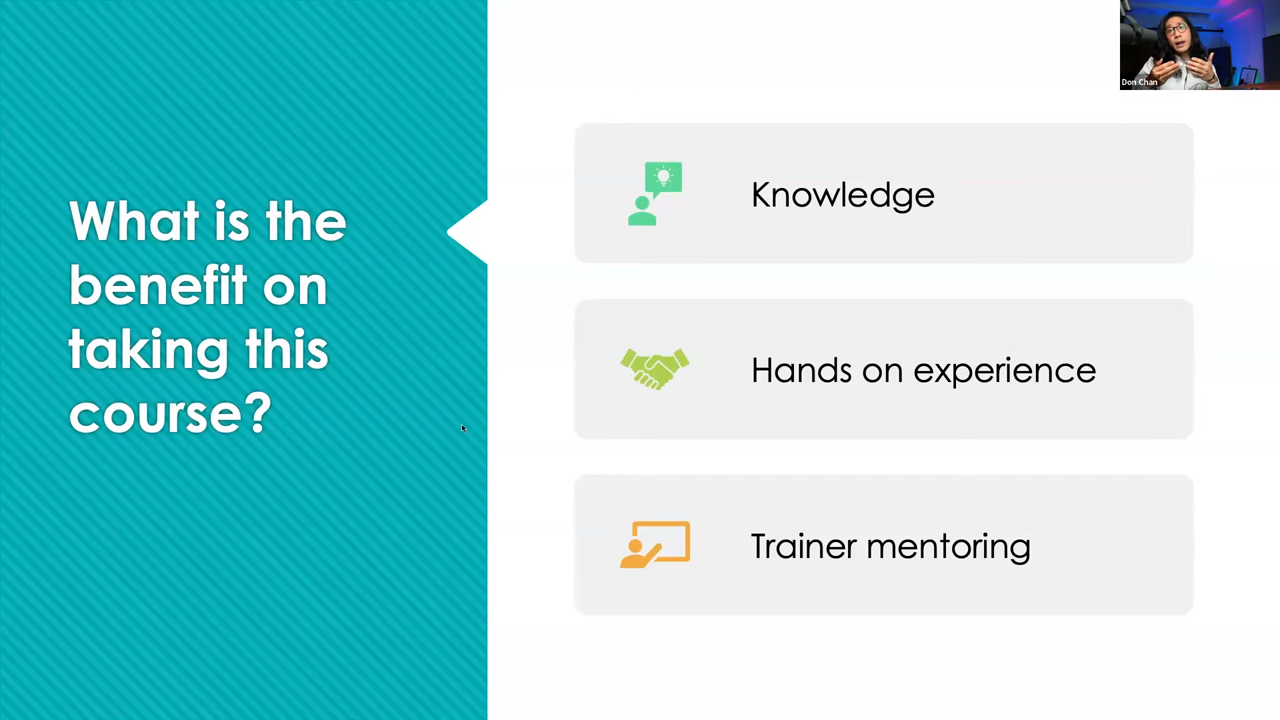 What is the
benefit on
taking this
course?
Knowledge
Hands on experience
Trainer mentoring
Don Chan